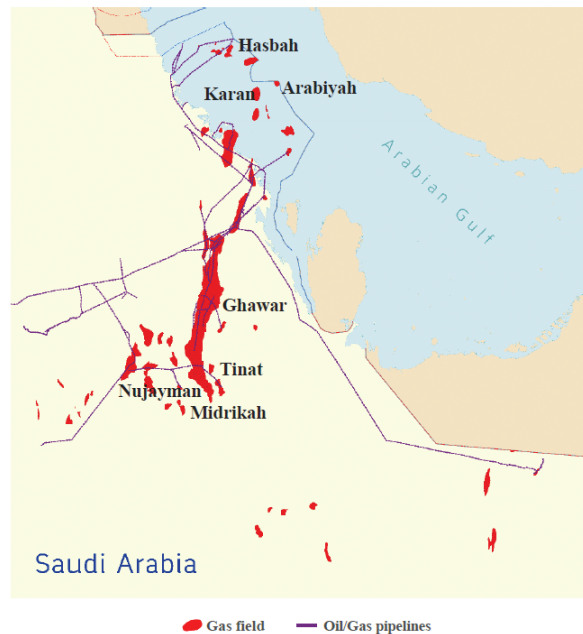 Hasbah
Karan
Arabiyah
Arabian Gulf
Ghawar
Tinat
Nujayman
Midrikah
Saudi Arabia
Gas field
Oil/Gas pipelines